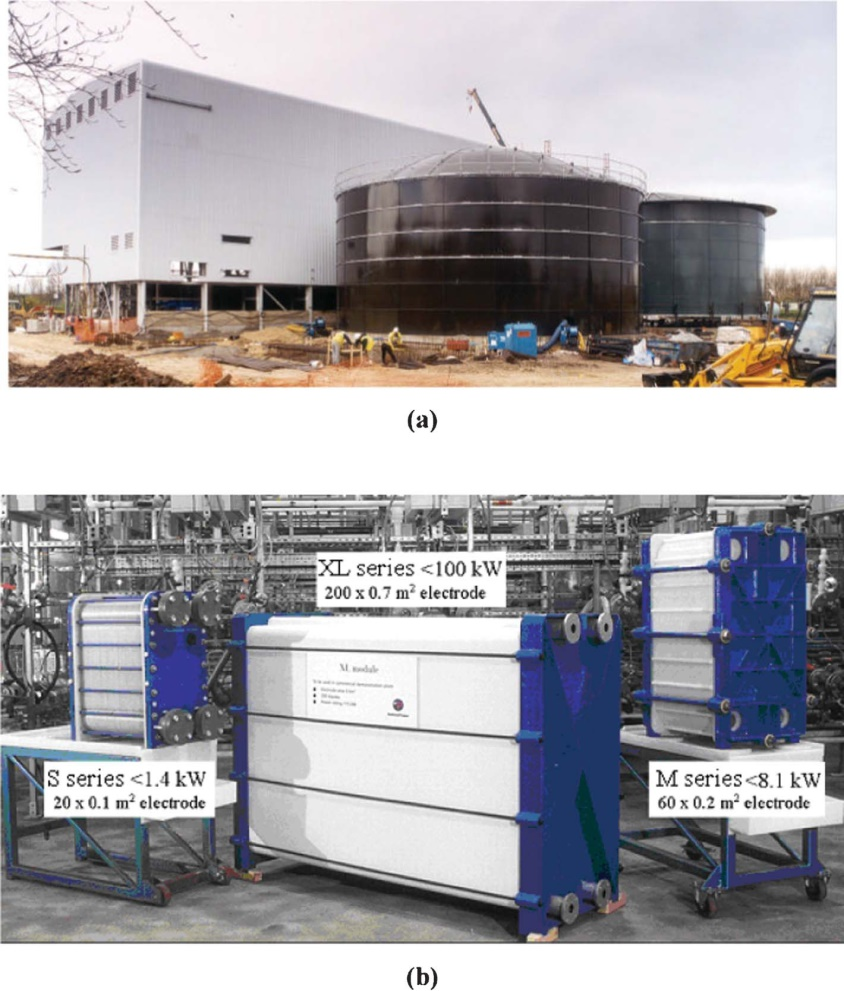 (a)
XL series <100 kW
200 x 0.7 m² electrode
XL module
S series <1.4 kW
20 x 0.1 m² electrode
M series<8.1 kW
60 x 0.2 m² electrode
(b)